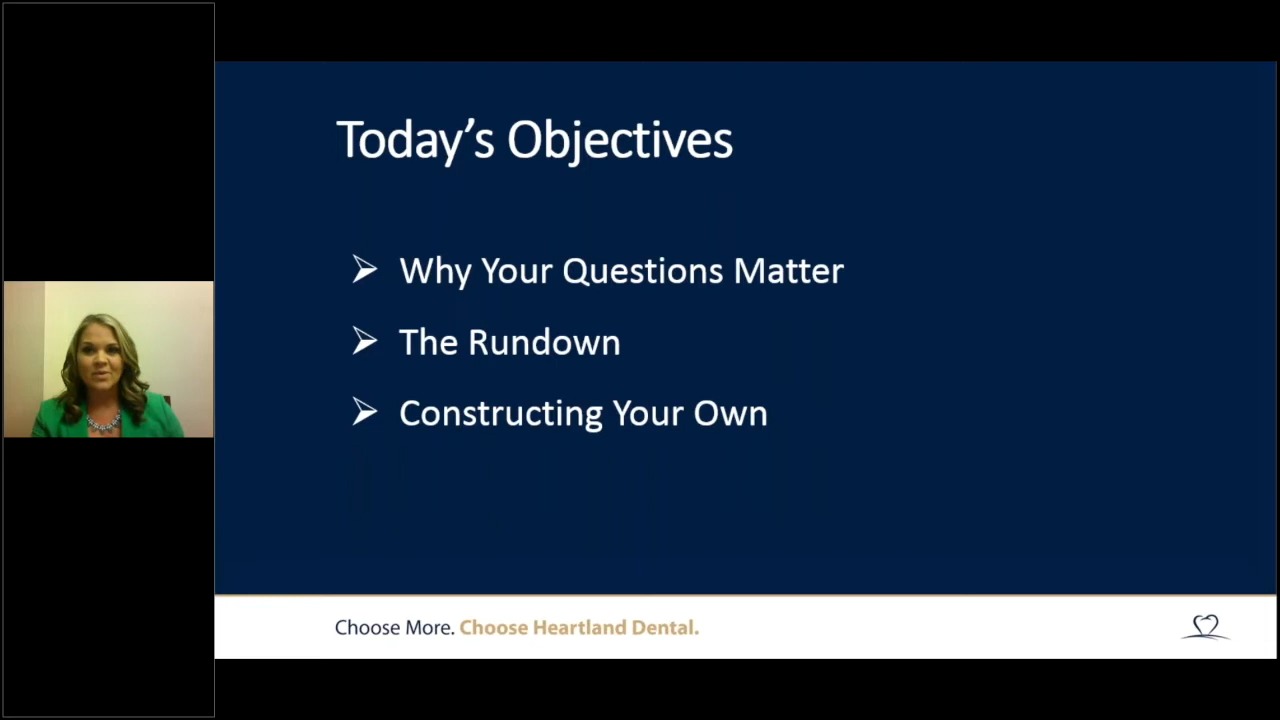 Today’s Objectives
Why Your Questions Matter
The Rundown
Constructing Your Own
Choose More. Choose Heartland Dental.